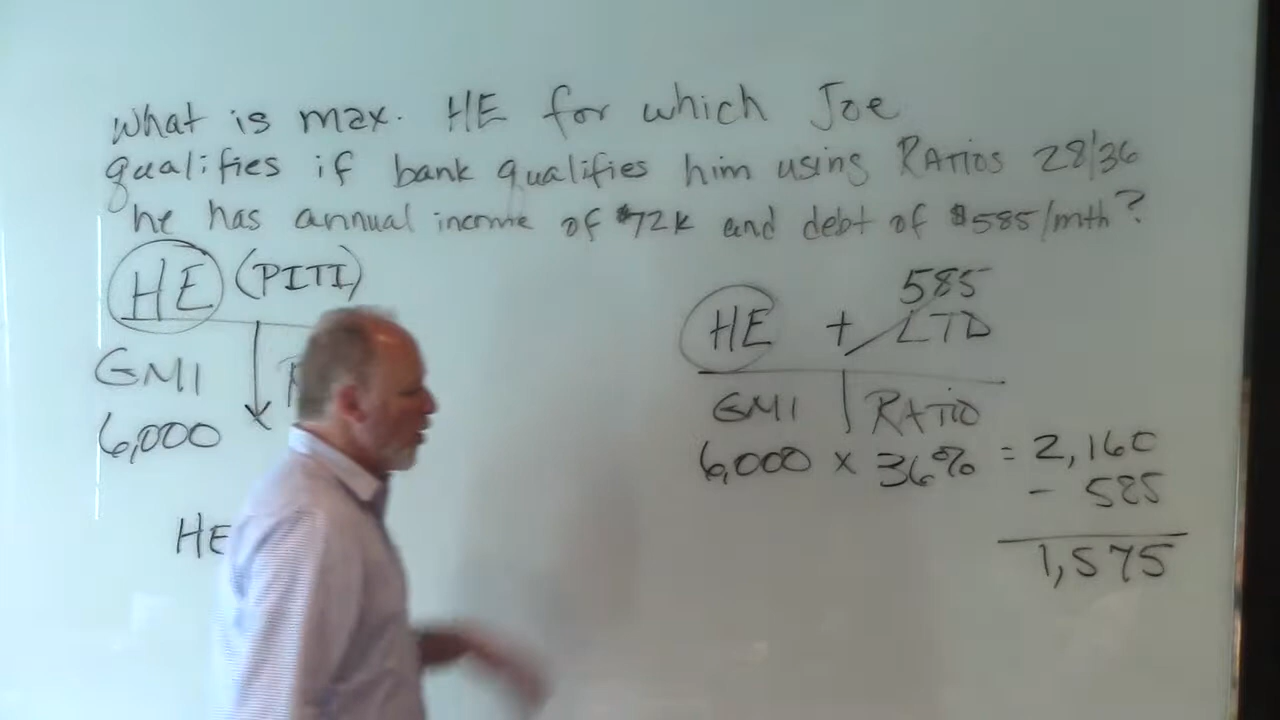 What is max. HE for which Joe
qualifies if bank qualifies him using RATIOS 28/36
he has annual income of $72K and debt of $585/mth?
HE (PITI)
GMI
6,000
HE
585
HE + LTD
GMI RATIO
6,000 x 36% = 2,160
- 585
1,575